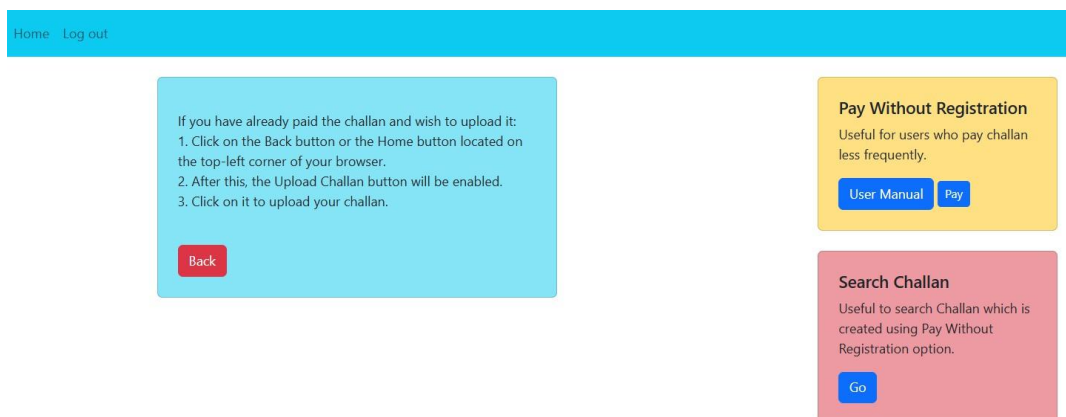 Home Log out
If you have already paid the challan and wish to upload it:
1. Click on the Back button or the Home button located on
the top-left corner of your browser.
2. After this, the Upload Challan button will be enabled.
3. Click on it to upload your challan.
Back
Pay Without Registration
Useful for users who pay challan
less frequently.
User Manual Pay
Search Challan
Useful to search Challan which is
created using Pay Without
Registration option.
Go